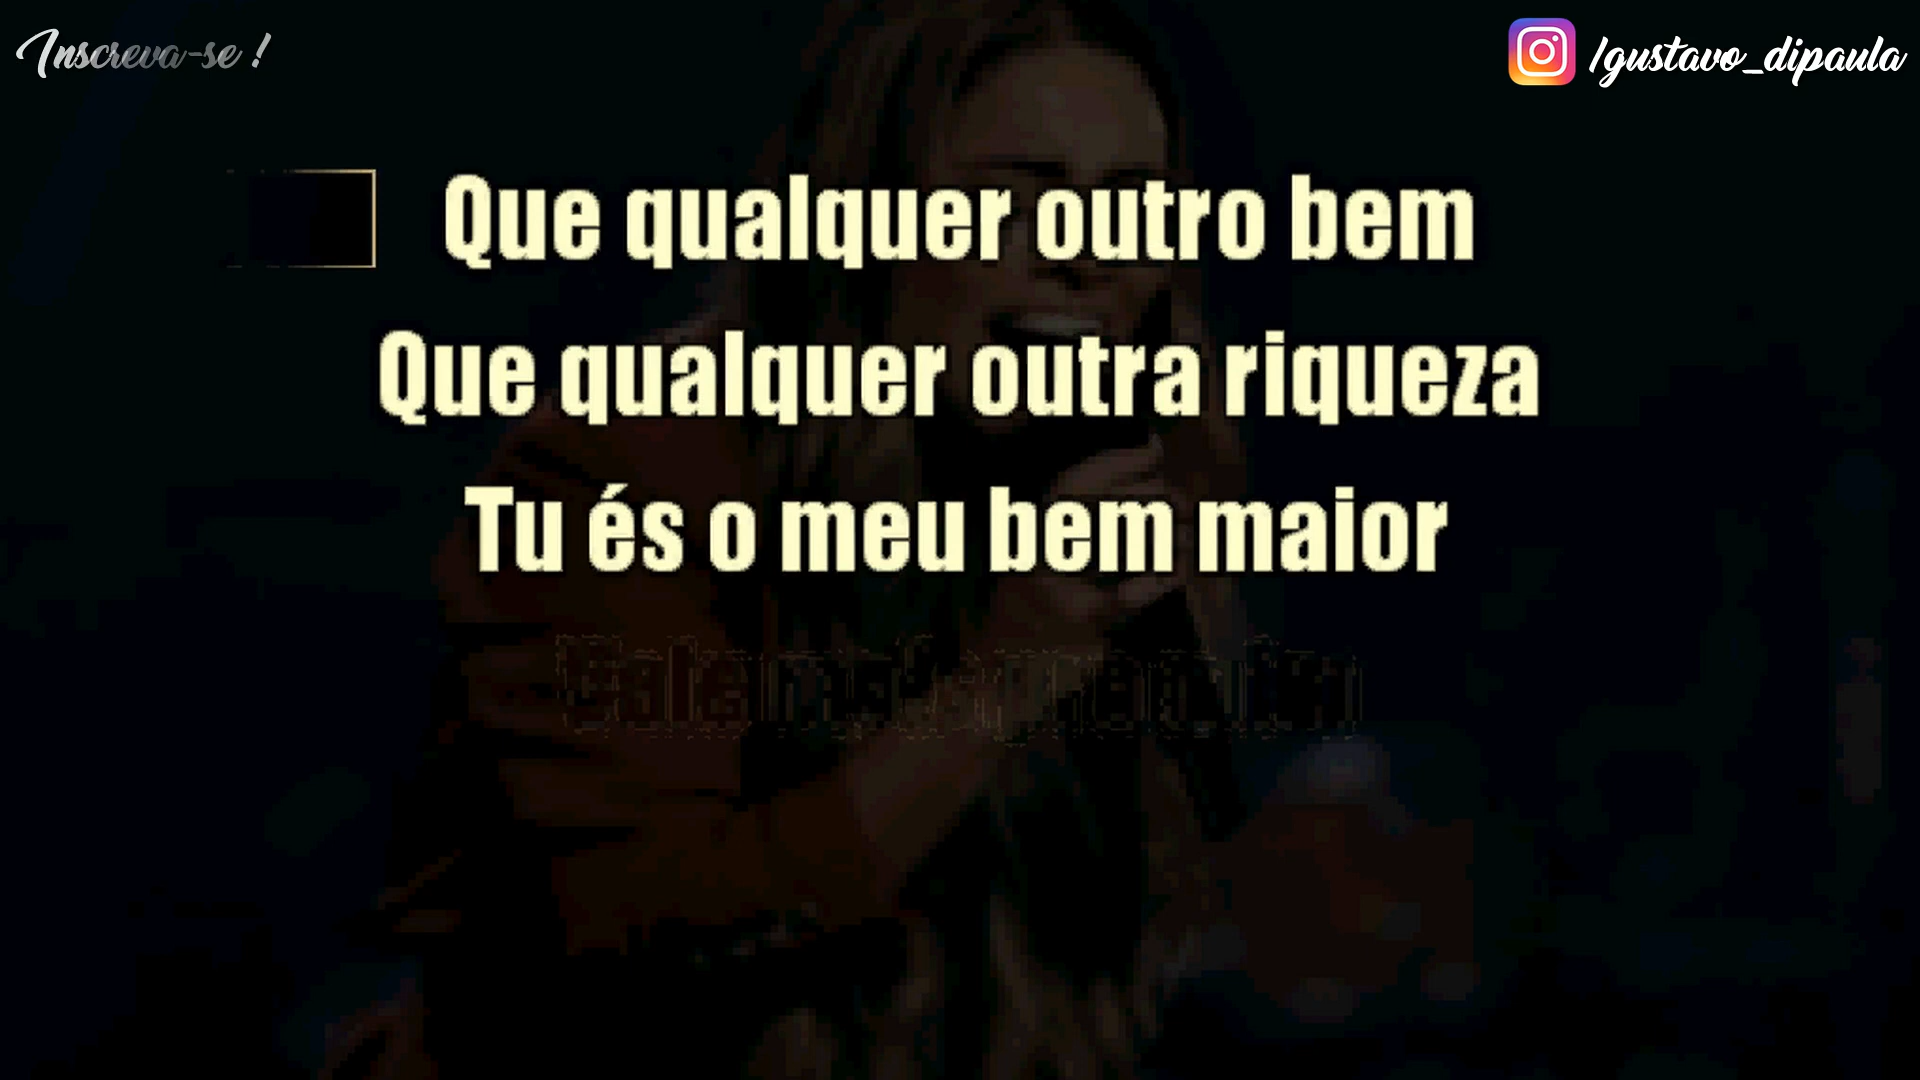 Inscreva-se !
/gustavo_dipaula
Que qualquer outro bem
Que qualquer outra riqueza
Tu és o meu bem maior